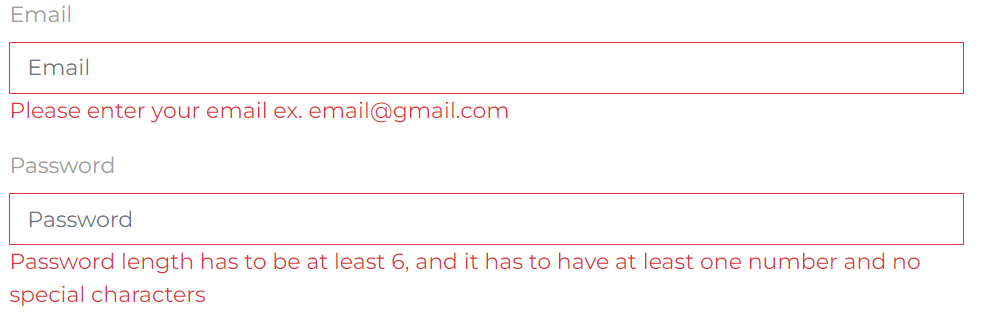 Email
Email
Please enter your email ex. email@gmail.com
Password
Password
Password length has to be at least 6, and it has to have at least one number and no
special characters